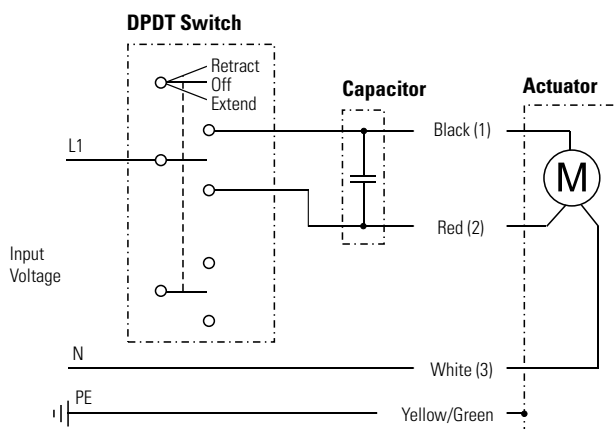 DPDT Switch
Retract
Off
Extend
Capacitor
Actuator
Black (1)
L1
M
Red (2)
Input
Voltage
N
White (3)
PE
Yellow/Green